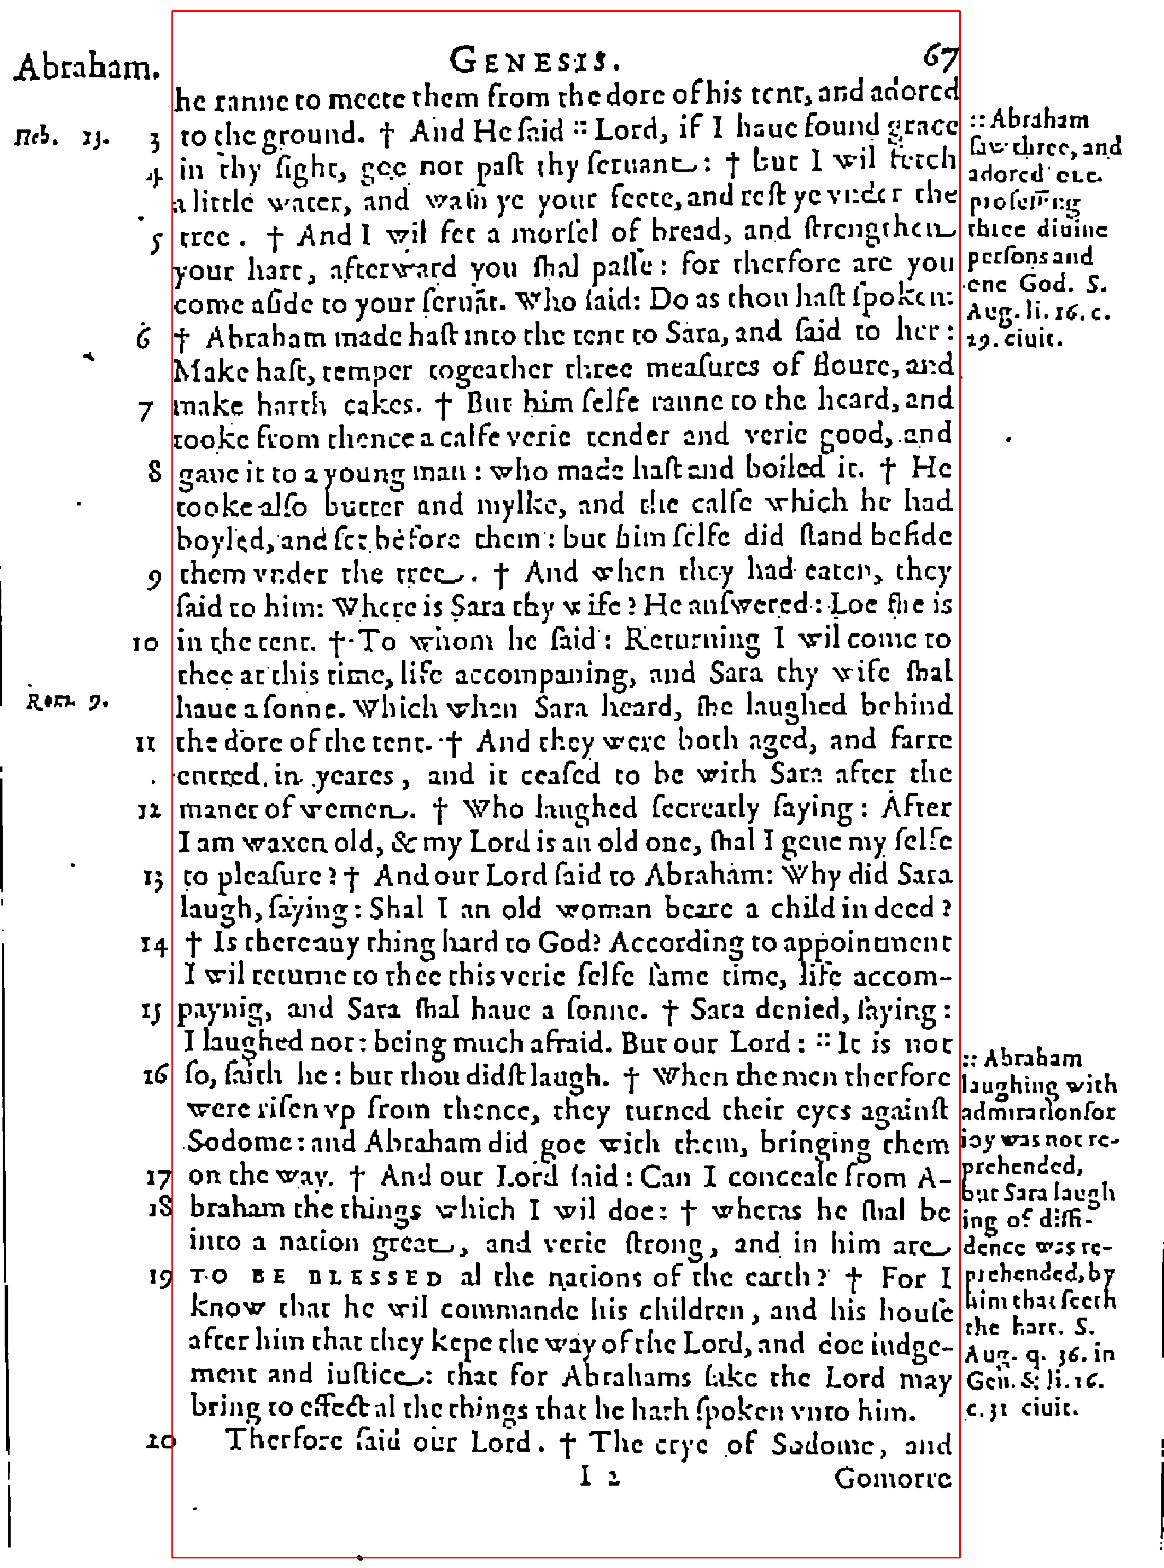 Abraham.
GENESIS.
67
he ranne to meete them from the dore of his tent, and adored
Heb. 13.
3 to the ground. † And He said :: Lord, if I haue found grace
4 in thy sight, goe not past thy seruant: † but I wil fetch
a little water, and wash ye your feete, and rest ye vnder the
5 tree. † And I wil set a morsel of bread, and strengthen
your hart, afterward you shal passe: for therfore are you
come aside to your seruãt. Who said: Do as thou hast spoken:
6 † Abraham made hast into the tent to Sara, and said to her:
Make hast, temper togeather three measures of floure, and
7 make harth cakes. † But him selfe ranne to the heard, and
tooke from thence a calfe verie tender and verie good, and
8 gaue it to a young man: who made hast and boiled it. † He
tooke also butter and mylke, and the calfe which he had
boyled, and set before them: but him selfe did stand beside
9 them vnder the tree. † And when they had eaten, they
said to him: Where is Sara thy wife? He answered: Loe she is
10 in the tent. † To whom he said: Returning I wil come to
thee at this time, life accompaning, and Sara thy wife shal
Rom. 9.
haue a sonne. Which when Sara heard, she laughed behind
11 the dore of the tent. † And they were both aged, and farre
entred in yeares, and it ceased to be with Sara after the
12 maner of wemen. † Who laughed secreatly saying: After
I am waxen old, & my Lord is an old one, shal I geue my selfe
13 to pleasure? † And our Lord said to Abraham: Why did Sara
laugh, saying: Shal I an old woman beare a child in deed?
14 † Is there any thing hard to God? According to appointment
I wil returne to thee this verie selfe same time, life accom-
15 paynig, and Sara shal haue a sonne. † Sara denied, saying:
I laughed not: being much afraid. But our Lord: :: It is not
16 so, saith he: but thou didst laugh. † When the men therfore
were risen vp from thence, they turned their eyes against
Sodome: and Abraham did goe with them, bringing them
17 on the way. † And our Lord said: Can I conceale from A-
18 braham the things which I wil doe: † wheras he shal be
into a nation great, and verie strong, and in him are
19 TO BE BLESSED al the nations of the earth? † For I
know that he wil commande his children, and his house
after him that they kepe the way of the Lord, and doe iudge-
ment and iustice: that for Abrahams sake the Lord may
bring to effect al the things that he hath spoken vnto him.
20 Therfore said our Lord. † The crye of Sodome, and
I 2
Gomorre
:: Abraham
saw three, and
adored one.
professing
three diuine
persons and
one God. S.
Aug. li. 16. c.
29. ciuit.
:: Abraham
laughing with
admiration for
ioy was not re-
prehended,
but Sara laugh
ing of diffi-
dence was re-
prehended, by
him that seeth
the hart. S.
Aug. q. 36. in
Gen. & li. 16.
c. 31 ciuit.